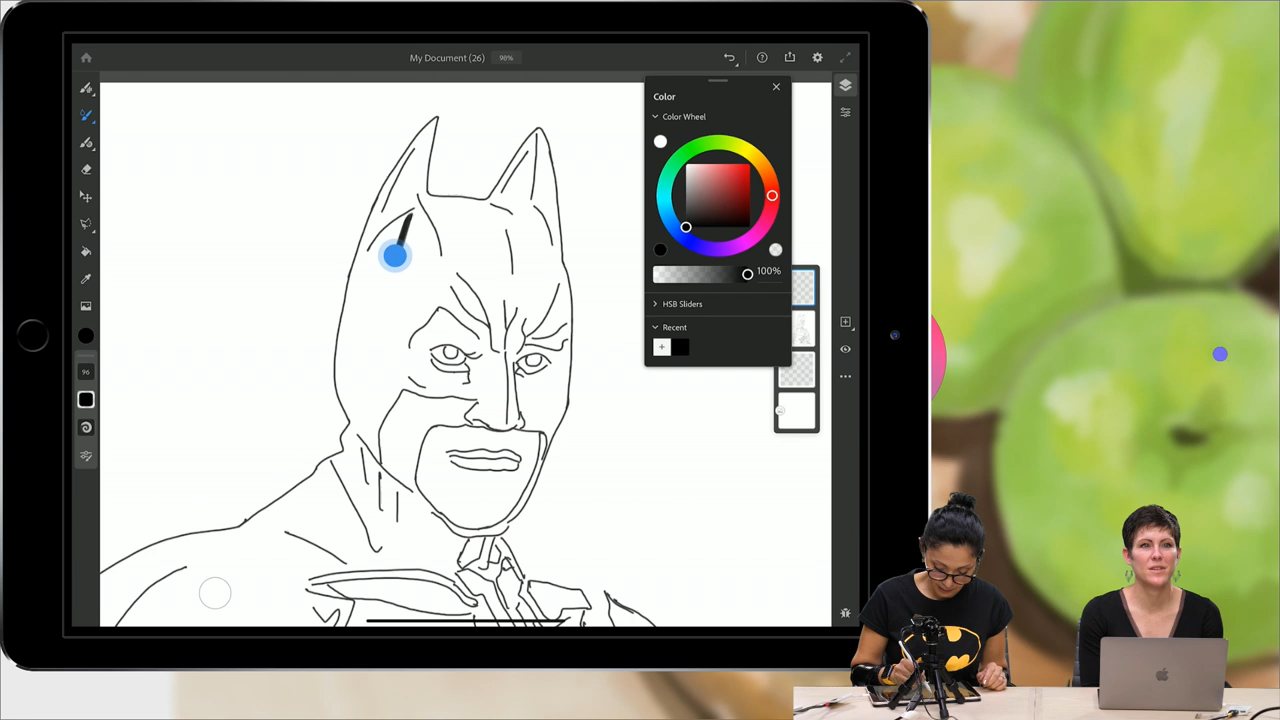 My Document (26) 98%
Color
Color Wheel
100%
HSB Sliders
Recent
96